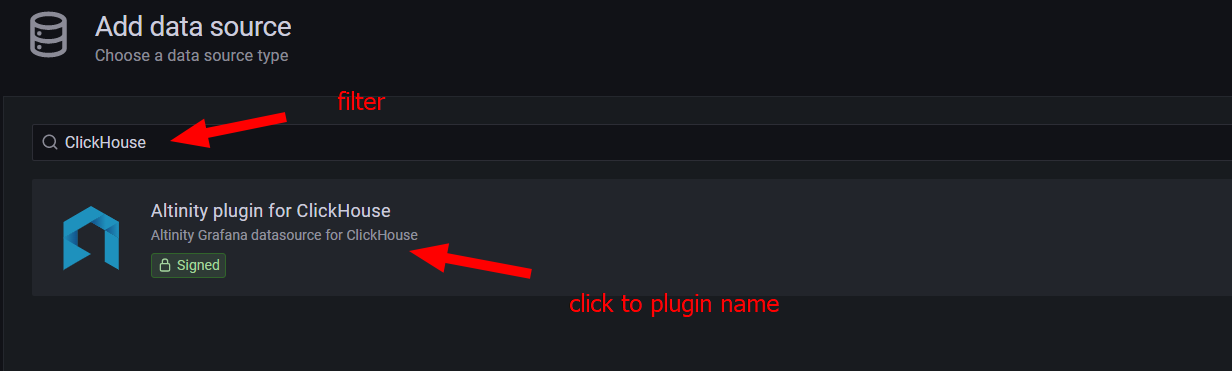 Add data source
Choose a data source type
filter
ClickHouse
Altinity plugin for ClickHouse
Altinity Grafana datasource for ClickHouse
Signed
click to plugin name